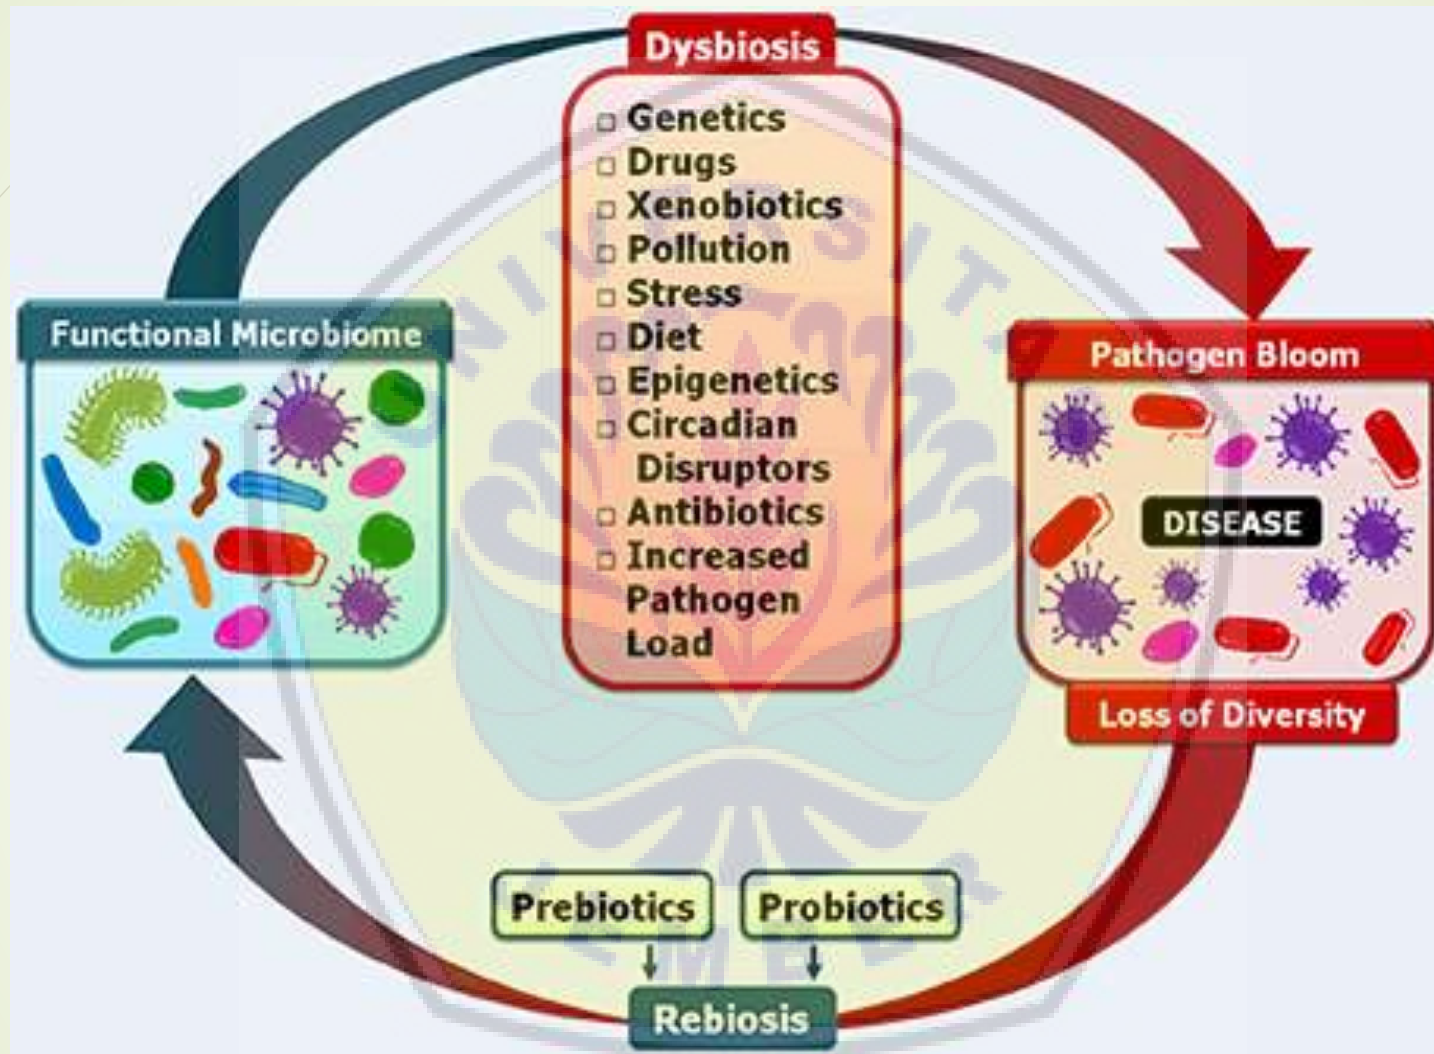 Dysbiosis
□ Genetics
□ Drugs
□ Xenobiotics
□ Pollution
□ Stress
□ Diet
□ Epigenetics
□ Circadian
Disruptors
□ Antibiotics
□ Increased
Pathogen
Load
Functional Microbiome
Pathogen Bloom
DISEASE
Loss of Diversity
Prebiotics
Probiotics
Rebiosis